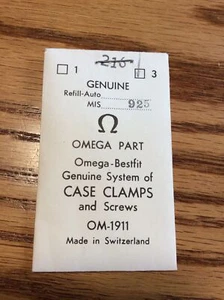 216
1 3
GENUINE
Refill-Auto
MIS 925
Ω
OMEGA PART
Omega-Bestfit
Genuine System of
CASE CLAMPS
and Screws
OM-1911
Made in Switzerland